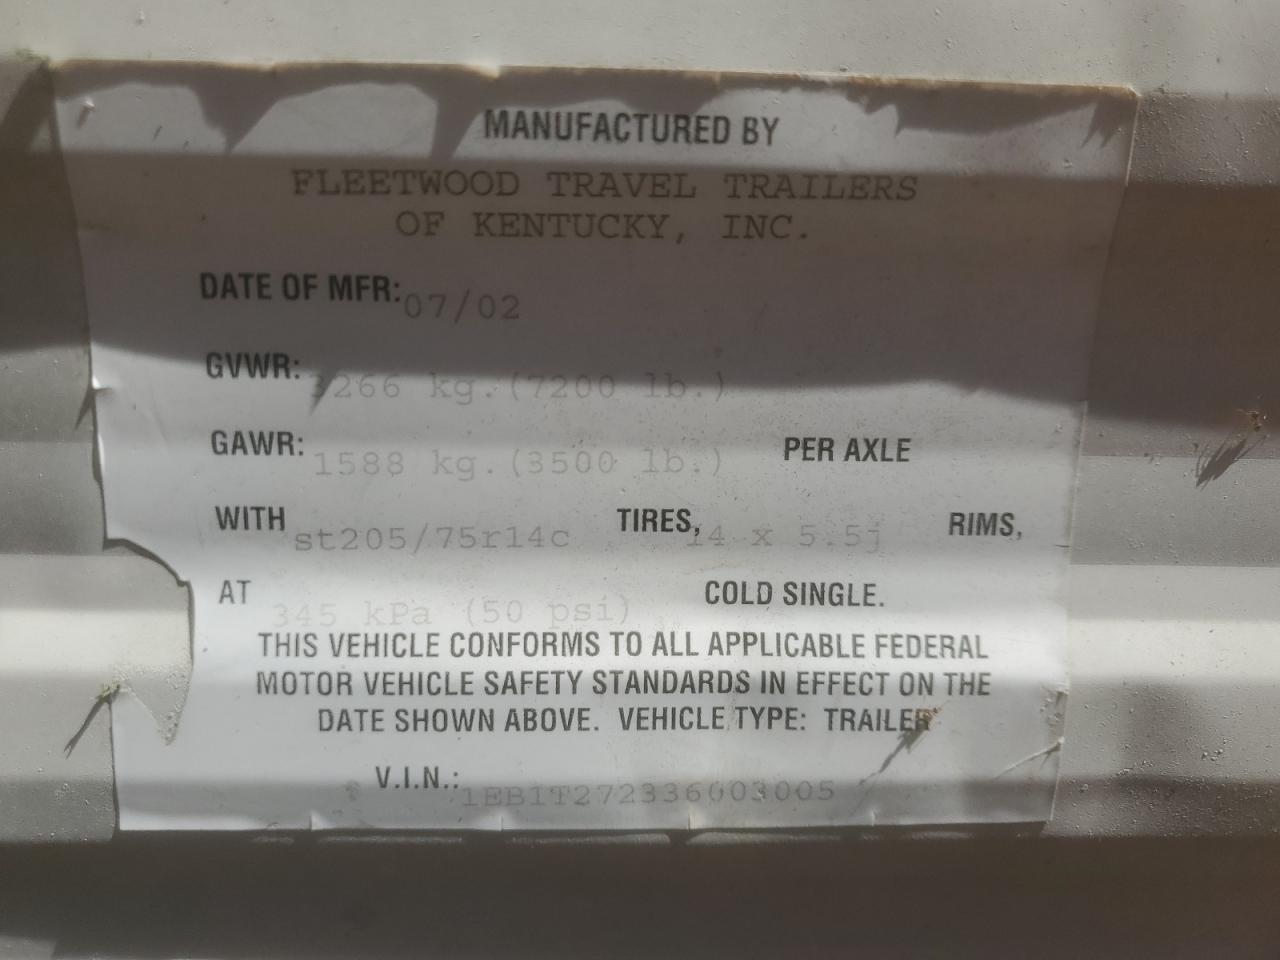 MANUFACTURED BY
FLEETWOOD TRAVEL TRAILERS
OF KENTUCKY, INC.
DATE OF MFR: 07/02
GVWR: 3266 kg.(7200 lb.)
GAWR: 1588 kg.(3500 lb.) PER AXLE
WITH st205/75r14c TIRES, 14 x 5.5j RIMS,
AT 345 kPa (50 psi) COLD SINGLE.
THIS VEHICLE CONFORMS TO ALL APPLICABLE FEDERAL
MOTOR VEHICLE SAFETY STANDARDS IN EFFECT ON THE
DATE SHOWN ABOVE. VEHICLE TYPE: TRAILER
V.I.N.: 1EB1T272336003005